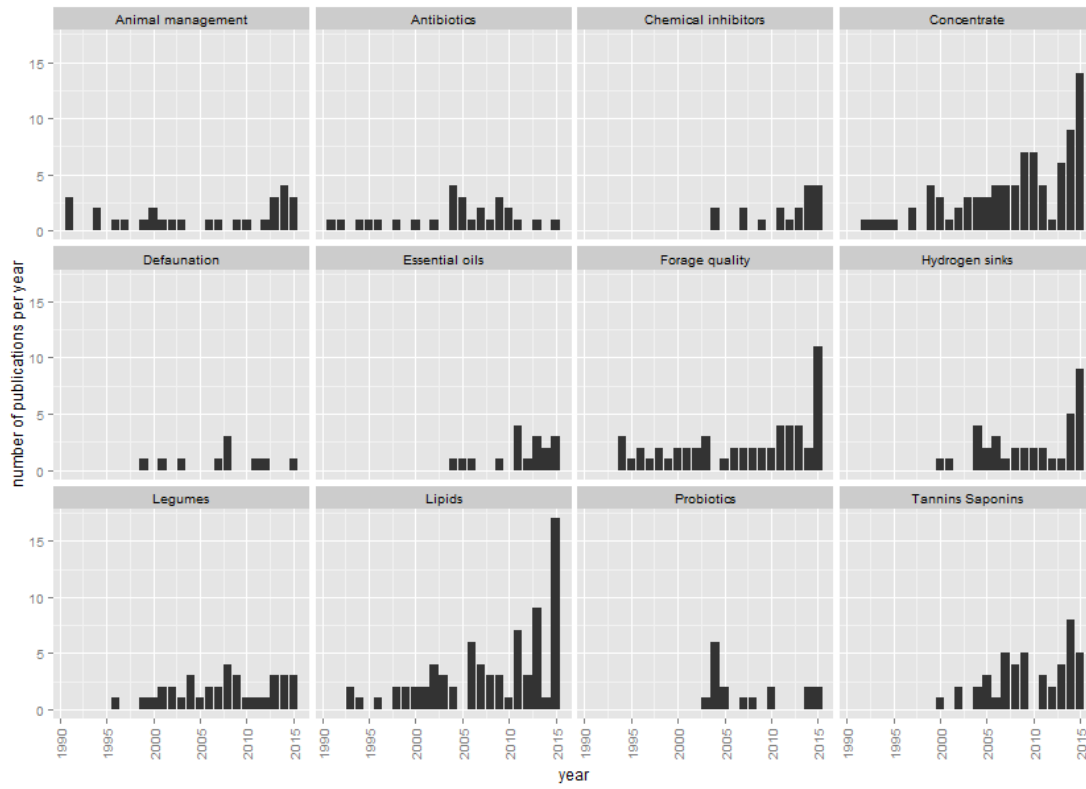 Animal management Antibiotics Chemical inhibitors Concentrate
15
10
5
0
Defaunation Essential oils Forage quality Hydrogen sinks
15
10
5
0
Legumes Lipids Probiotics Tannins Saponins
15
10
5
0
number of publications per year
1990 1995 2000 2005 2010 2015 1990 1995 2000 2005 2010 2015 1990 1995 2000 2005 2010 2015 1990 1995 2000 2005 2010 2015
year